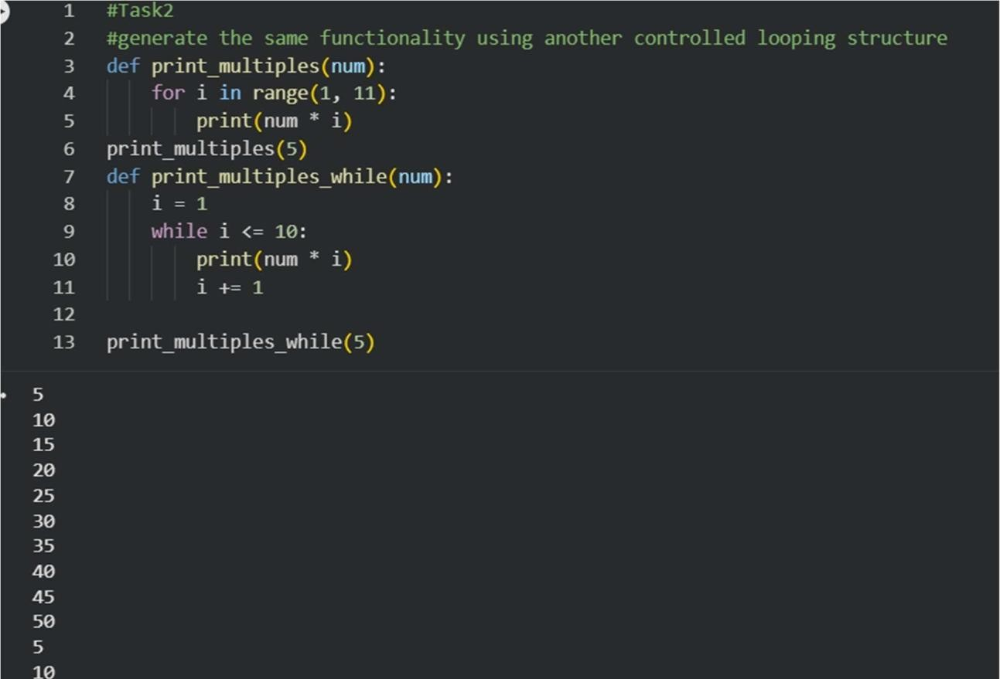 1 #Task2
2 #generate the same functionality using another controlled looping structure
3 def print_multiples(num):
4     for i in range(1, 11):
5         print(num * i)
6 print_multiples(5)
7 def print_multiples_while(num):
8     i = 1
9     while i <= 10:
10         print(num * i)
11         i += 1
12
13 print_multiples_while(5)
5
10
15
20
25
30
35
40
45
50
5
10